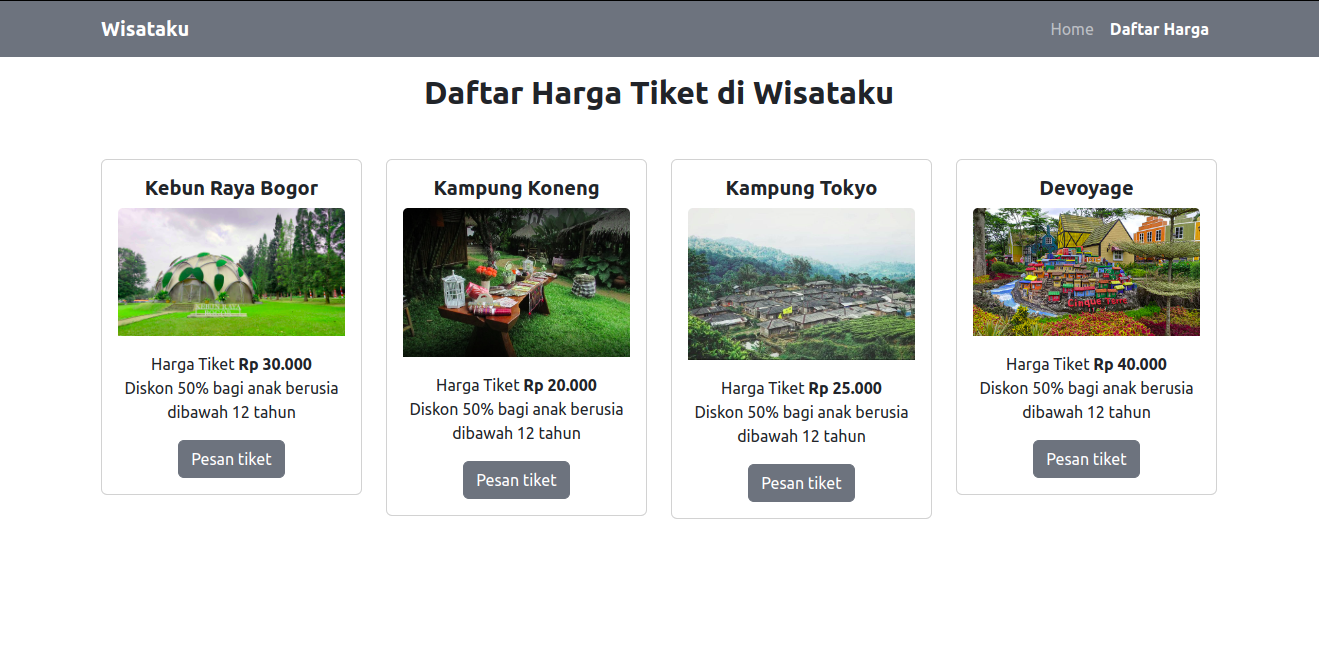 Wisataku
Home
Daftar Harga
Daftar Harga Tiket di Wisataku
Kebun Raya Bogor
KEBUN RAYA
Harga Tiket Rp 30.000
Diskon 50% bagi anak berusia
dibawah 12 tahun
Pesan tiket
Kampung Koneng
Harga Tiket Rp 20.000
Diskon 50% bagi anak berusia
dibawah 12 tahun
Pesan tiket
Kampung Tokyo
Harga Tiket Rp 25.000
Diskon 50% bagi anak berusia
dibawah 12 tahun
Pesan tiket
Devoyage
Cinque Terre
Harga Tiket Rp 40.000
Diskon 50% bagi anak berusia
dibawah 12 tahun
Pesan tiket